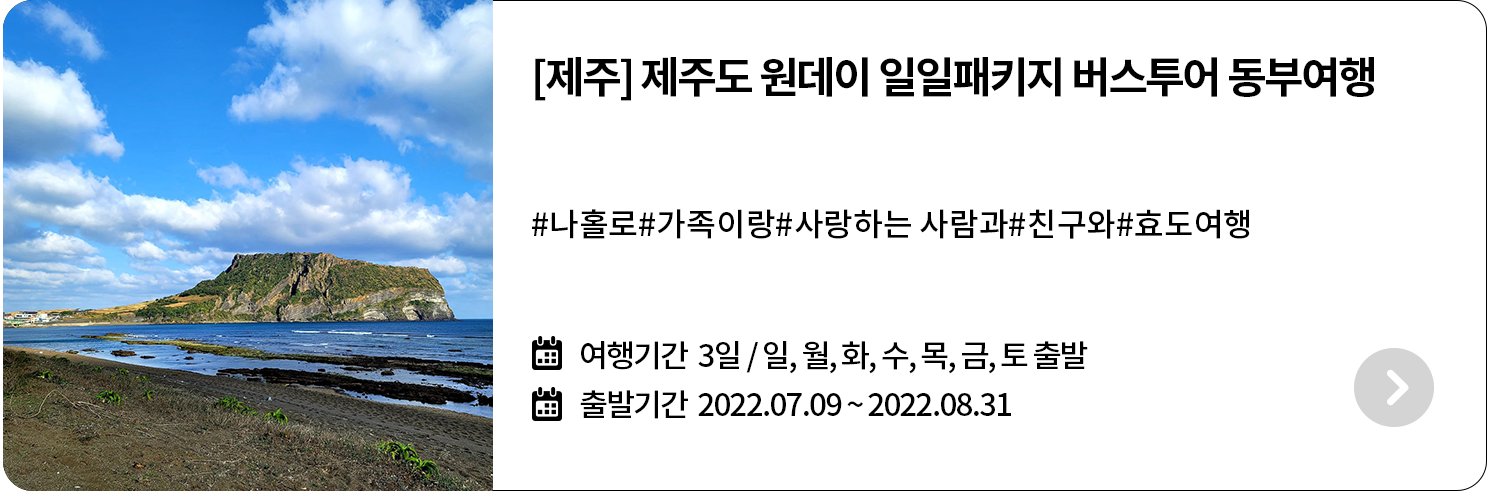 [제주] 제주도 원데이 일일패키지 버스투어 동부여행
#나홀로#가족이랑#사랑하는 사람과#친구와#효도여행
여행기간 3일 / 일, 월, 화, 수, 목, 금, 토 출발
출발기간 2022.07.09 ~ 2022.08.31